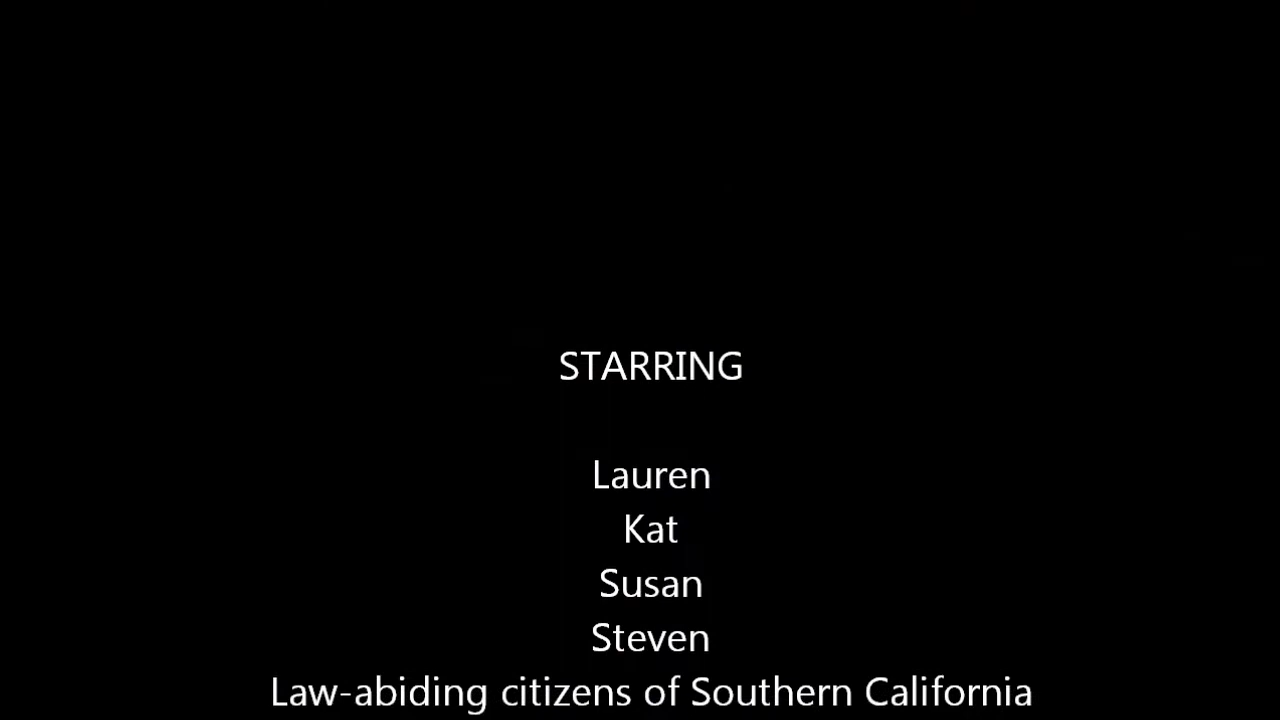 STARRING
Lauren
Kat
Susan
Steven
Law-abiding citizens of Southern California